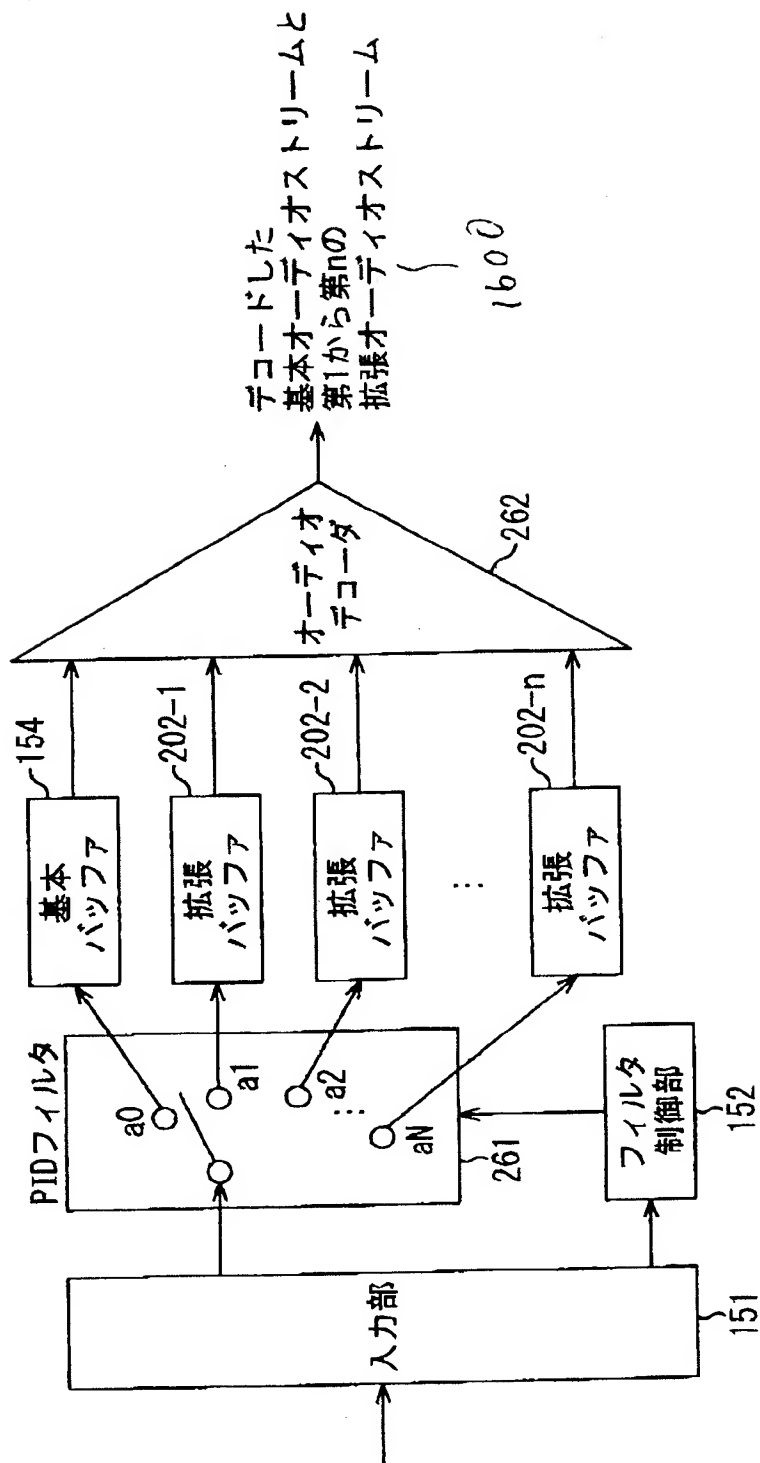 入力部
151
PIDフィルタ
a0
a1
a2
⋮
aN
261
フィルタ
制御部
152
基本
バッファ
154
拡張
バッファ
202-1
拡張
バッファ
202-2
⋮
拡張
バッファ
202-n
オーディオ
デコーダ
262
デコードした
基本オーディオストリームと
第1から第nの
拡張オーディオストリーム
1600